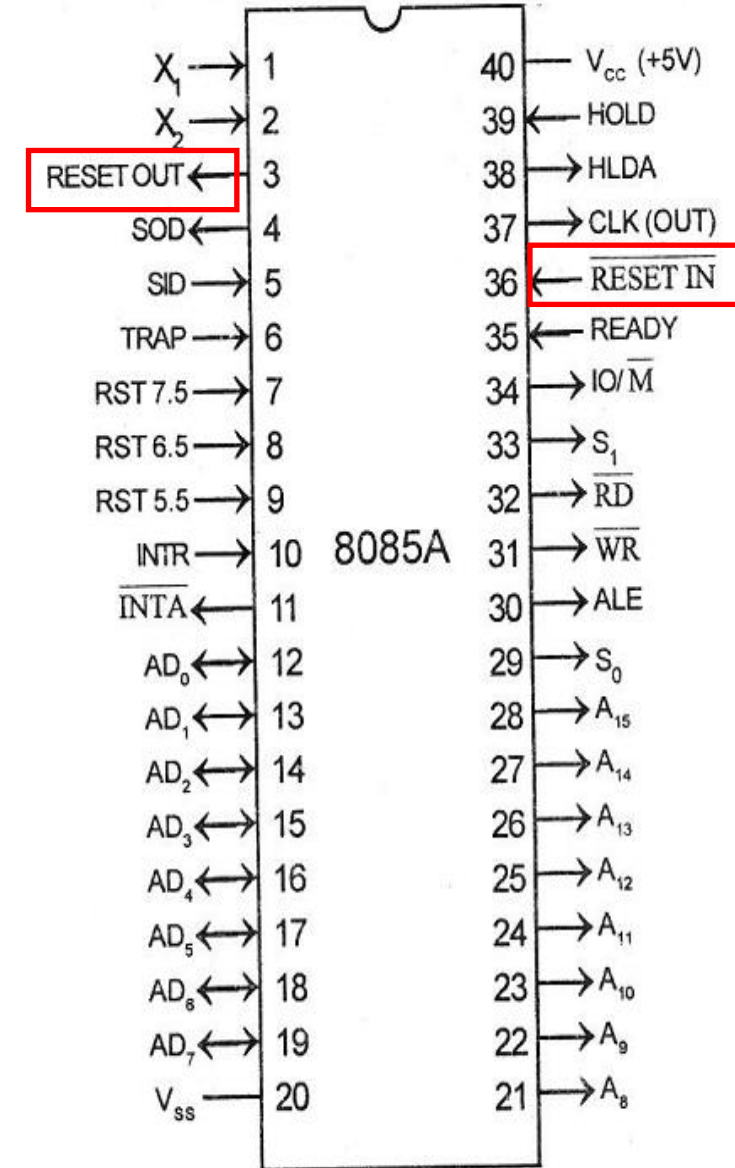 X₁ 1 40 Vcc (+5V)
X₂ 2 39 HOLD
RESET OUT 3 38 HLDA
SOD 4 37 CLK (OUT)
SID 5 36 RESET IN
TRAP 6 35 READY
RST 7.5 7 34 IO/M
RST 6.5 8 33 S₁
RST 5.5 9 32 RD
INTR 10 8085A 31 WR
INTA 11 30 ALE
AD₀ 12 29 S₀
AD₁ 13 28 A₁₅
AD₂ 14 27 A₁₄
AD₃ 15 26 A₁₃
AD₄ 16 25 A₁₂
AD₅ 17 24 A₁₁
AD₆ 18 23 A₁₀
AD₇ 19 22 A₉
Vss 20 21 A₈